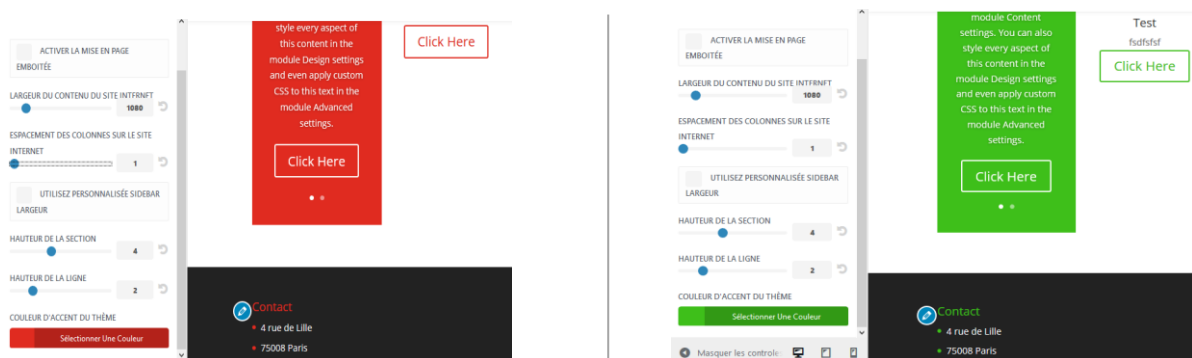 ACTIVER LA MISE EN PAGE
EMBOITÉE
LARGEUR DU CONTENU DU SITE INTERNET
1080
ESPACEMENT DES COLONNES SUR LE SITE
INTERNET
1
UTILISEZ PERSONNALISÉE SIDEBAR
LARGEUR
HAUTEUR DE LA SECTION
4
HAUTEUR DE LA LIGNE
2
COULEUR D'ACCENT DU THÈME
Sélectionner Une Couleur
style every aspect of
this content in the
module Design settings
and even apply custom
CSS to this text in the
module Advanced
settings.
Click Here
Click Here
Contact
4 rue de Lille
75008 Paris
ACTIVER LA MISE EN PAGE
EMBOITÉE
LARGEUR DU CONTENU DU SITE INTERNET
1080
ESPACEMENT DES COLONNES SUR LE SITE
INTERNET
1
UTILISEZ PERSONNALISÉE SIDEBAR
LARGEUR
HAUTEUR DE LA SECTION
4
HAUTEUR DE LA LIGNE
2
COULEUR D'ACCENT DU THÈME
Sélectionner Une Couleur
Masquer les controle
module Content
settings. You can also
style every aspect of
this content in the
module Design settings
and even apply custom
CSS to this text in the
module Advanced
settings.
Click Here
Test
fsdfsfsf
Click Here
Contact
4 rue de Lille
75008 Paris